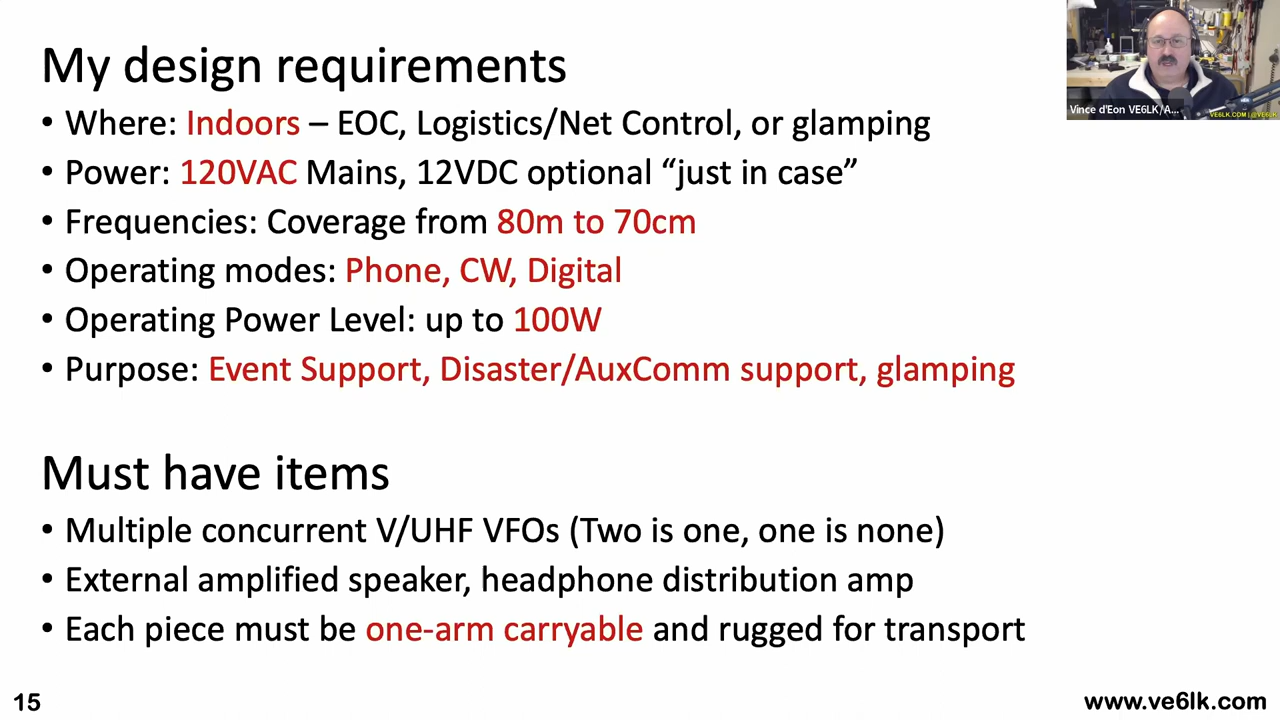 My design requirements
• Where: Indoors – EOC, Logistics/Net Control, or glamping
• Power: 120VAC Mains, 12VDC optional “just in case”
• Frequencies: Coverage from 80m to 70cm
• Operating modes: Phone, CW, Digital
• Operating Power Level: up to 100W
• Purpose: Event Support, Disaster/AuxComm support, glamping
Must have items
• Multiple concurrent V/UHF VFOs (Two is one, one is none)
• External amplified speaker, headphone distribution amp
• Each piece must be one-arm carryable and rugged for transport
15
www.ve6lk.com
Vince d'Eon VE6LK/A...
VE6LK.COM | @VE6LK